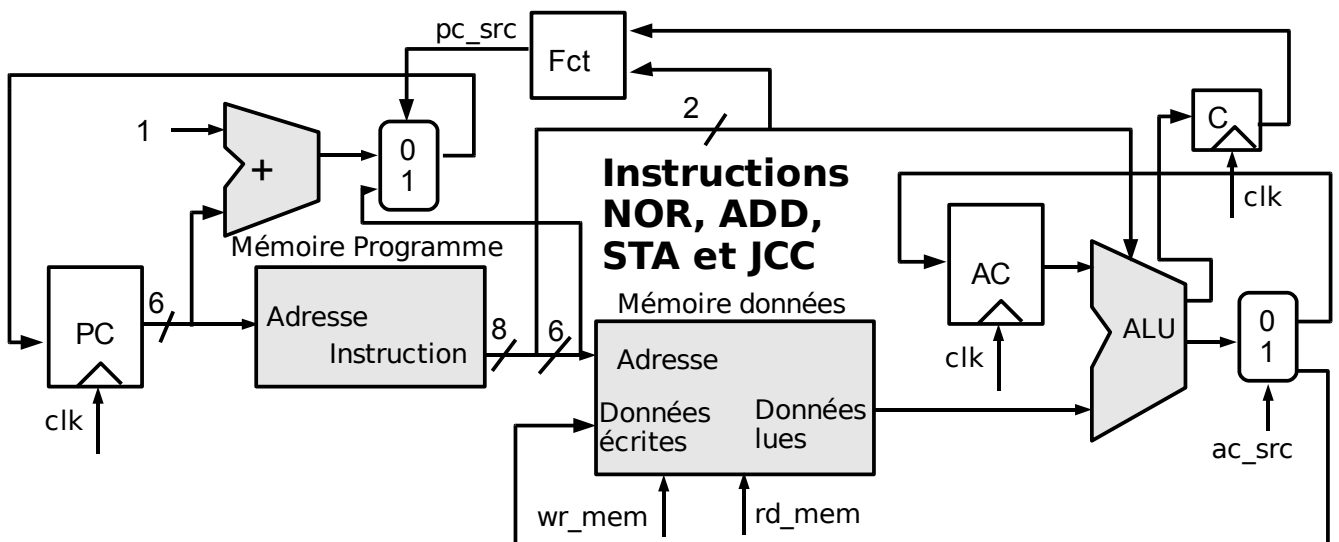 pc_src
Fct
2
C
1
0
1
+
Instructions
NOR, ADD,
STA et JCC
clk
Mémoire Programme
6
PC
Adresse
Instruction
8
6
clk
Mémoire données
Adresse
Données
écrites
Données
lues
wr_mem
rd_mem
AC
clk
ALU
0
1
ac_src